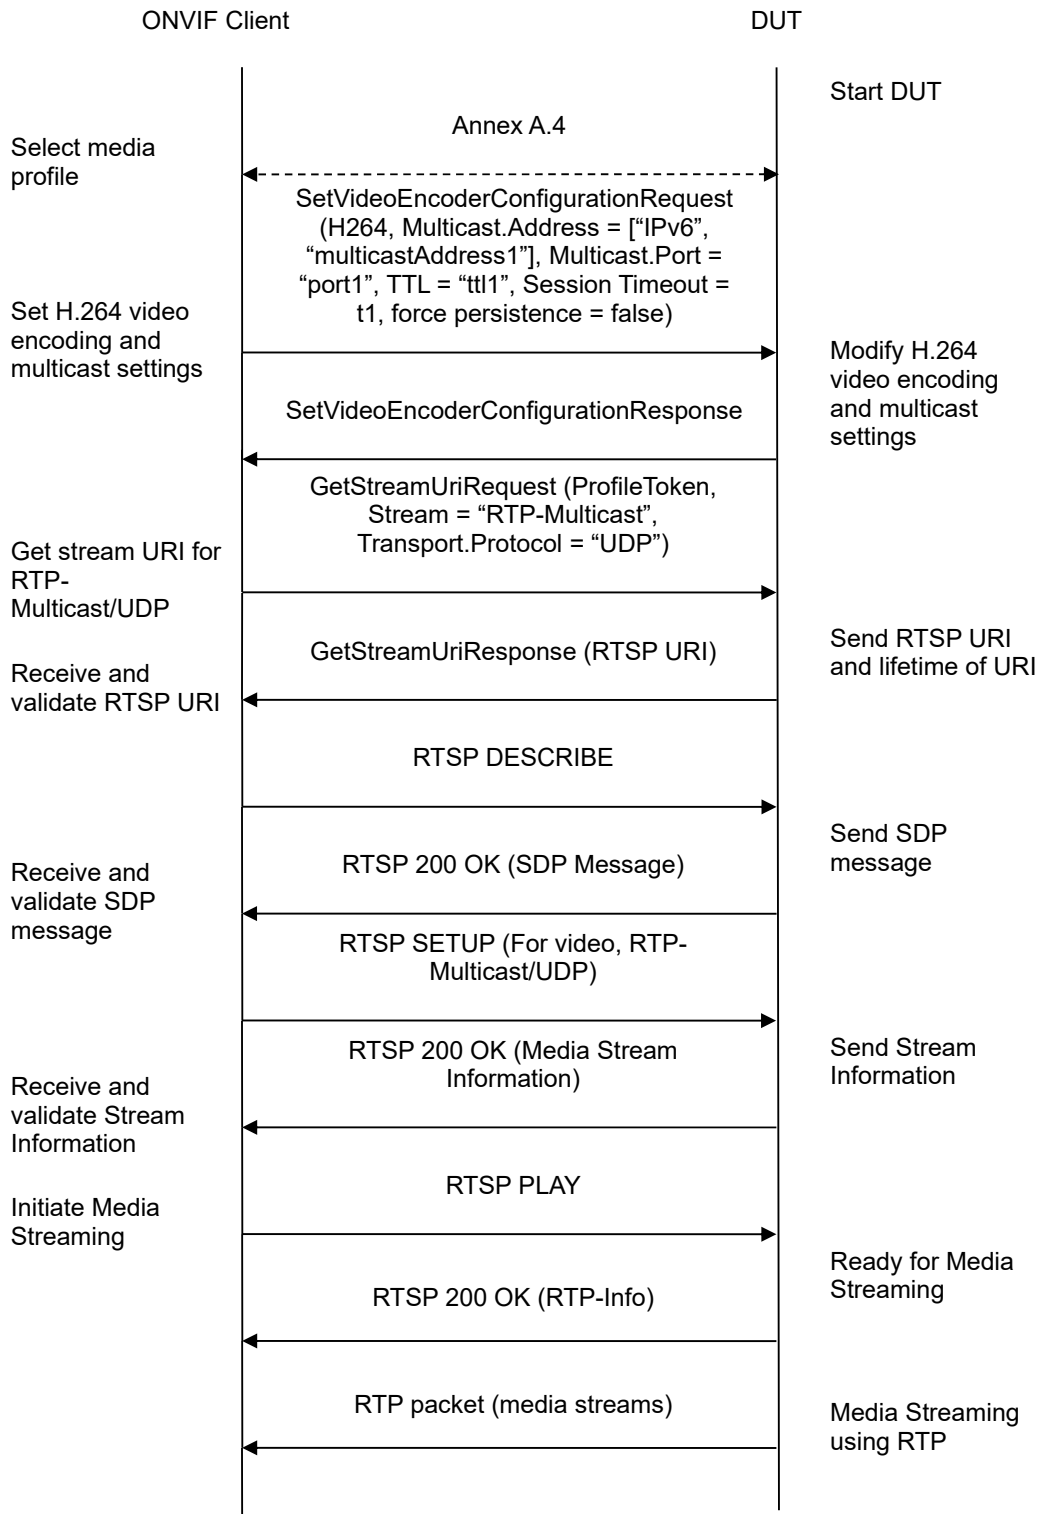 ONVIF Client
DUT
Start DUT
Annex A.4
Select media
profile
SetVideoEncoderConfigurationRequest
(H264, Multicast.Address = [“IPv6”,
“multicastAddress1”], Multicast.Port =
“port1”, TTL = “ttl1”, Session Timeout =
t1, force persistence = false)
Set H.264 video
encoding and
multicast settings
Modify H.264
video encoding
and multicast
settings
SetVideoEncoderConfigurationResponse
GetStreamUriRequest (ProfileToken,
Stream = “RTP-Multicast”,
Transport.Protocol = “UDP”)
Get stream URI for
RTP-
Multicast/UDP
Send RTSP URI
and lifetime of URI
GetStreamUriResponse (RTSP URI)
Receive and
validate RTSP URI
RTSP DESCRIBE
Send SDP
message
RTSP 200 OK (SDP Message)
Receive and
validate SDP
message
RTSP SETUP (For video, RTP-
Multicast/UDP)
Send Stream
Information
RTSP 200 OK (Media Stream
Information)
Receive and
validate Stream
Information
RTSP PLAY
Initiate Media
Streaming
Ready for Media
Streaming
RTSP 200 OK (RTP-Info)
RTP packet (media streams)
Media Streaming
using RTP